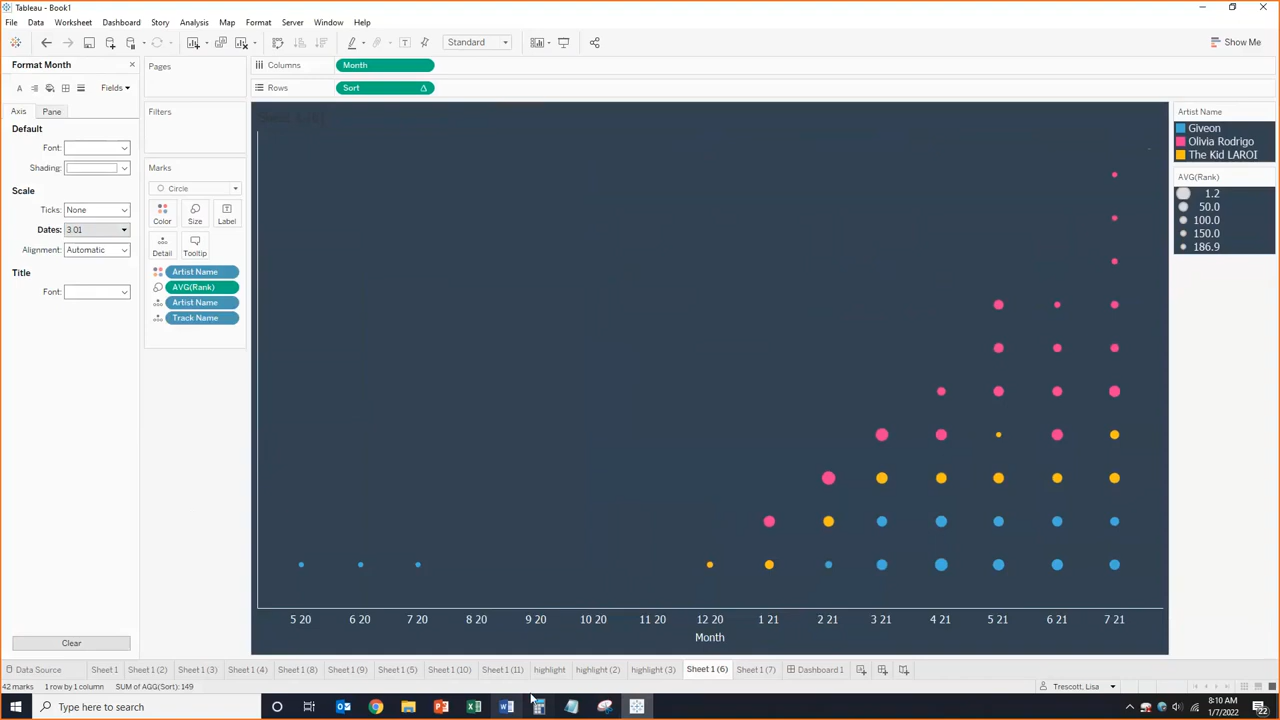 Tableau - Book1
File Data Worksheet Dashboard Story Analysis Map Format Server Window Help
Standard
Show Me
Format Month
Fields
Axis Pane
Default
Font:
Shading:
Scale
Ticks: None
Dates: 3 01
Alignment: Automatic
Title
Font:
Clear
Pages
Filters
Marks
Circle
Color Size Label
Detail Tooltip
Artist Name
AVG(Rank)
Artist Name
Track Name
Columns Month
Rows Sort
Sheet 1 (6)
5 20 6 20 7 20 8 20 9 20 10 20 11 20 12 20 1 21 2 21 3 21 4 21 5 21 6 21 7 21
Month
Artist Name
Giveon
Olivia Rodrigo
The Kid LAROI
AVG(Rank)
1.2
50.0
100.0
150.0
186.9
Data Source Sheet 1 Sheet 1 (2) Sheet 1 (3) Sheet 1 (4) Sheet 1 (8) Sheet 1 (9) Sheet 1 (5) Sheet 1 (10) Sheet 1 (11) highlight highlight (2) highlight (3) Sheet 1 (6) Sheet 1 (7) Dashboard 1
42 marks 1 row by 1 column SUM of AGG(Sort): 149 Trescott, Lisa
Type here to search
8:10 AM
1/7/2022
22